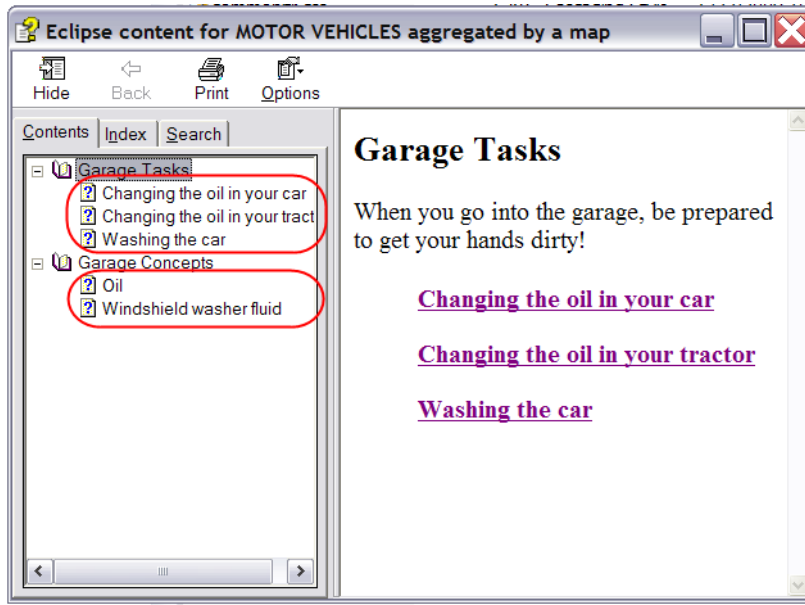 Eclipse content for MOTOR VEHICLES aggregated by a map
Hide Back Print Options
Contents Index Search
Garage Tasks
Changing the oil in your car
Changing the oil in your tract
Washing the car
Garage Concepts
Oil
Windshield washer fluid
Garage Tasks
When you go into the garage, be prepared
to get your hands dirty!
Changing the oil in your car
Changing the oil in your tractor
Washing the car